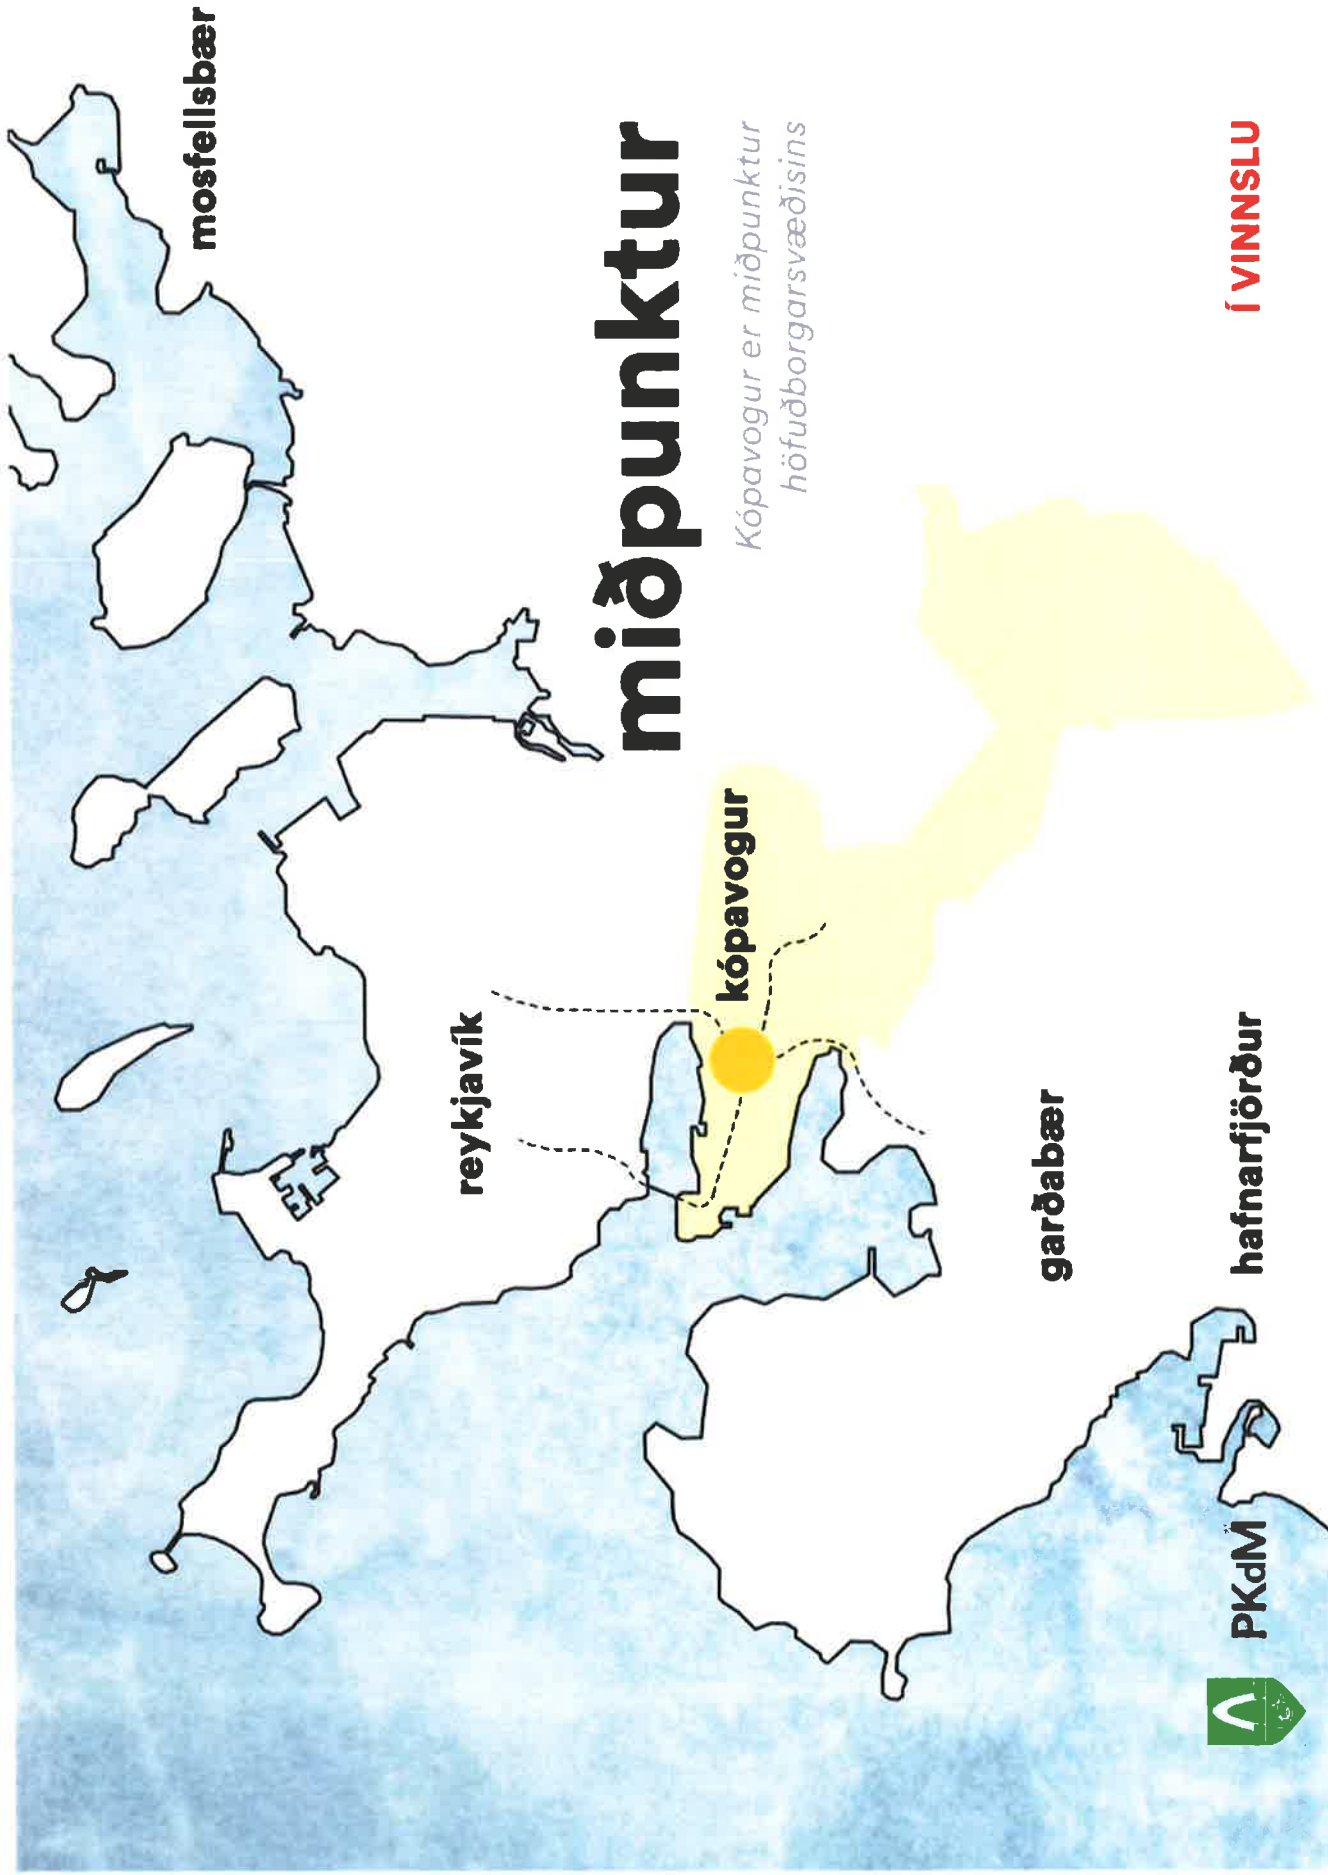 mosfellsbær
miðpunktur
Kópavogur er miðpunktur
höfuðborgarsvæðisins
reykjavík
kópavogur
garðabær
hafnarfjörður
PKdM
Í VINNSLU